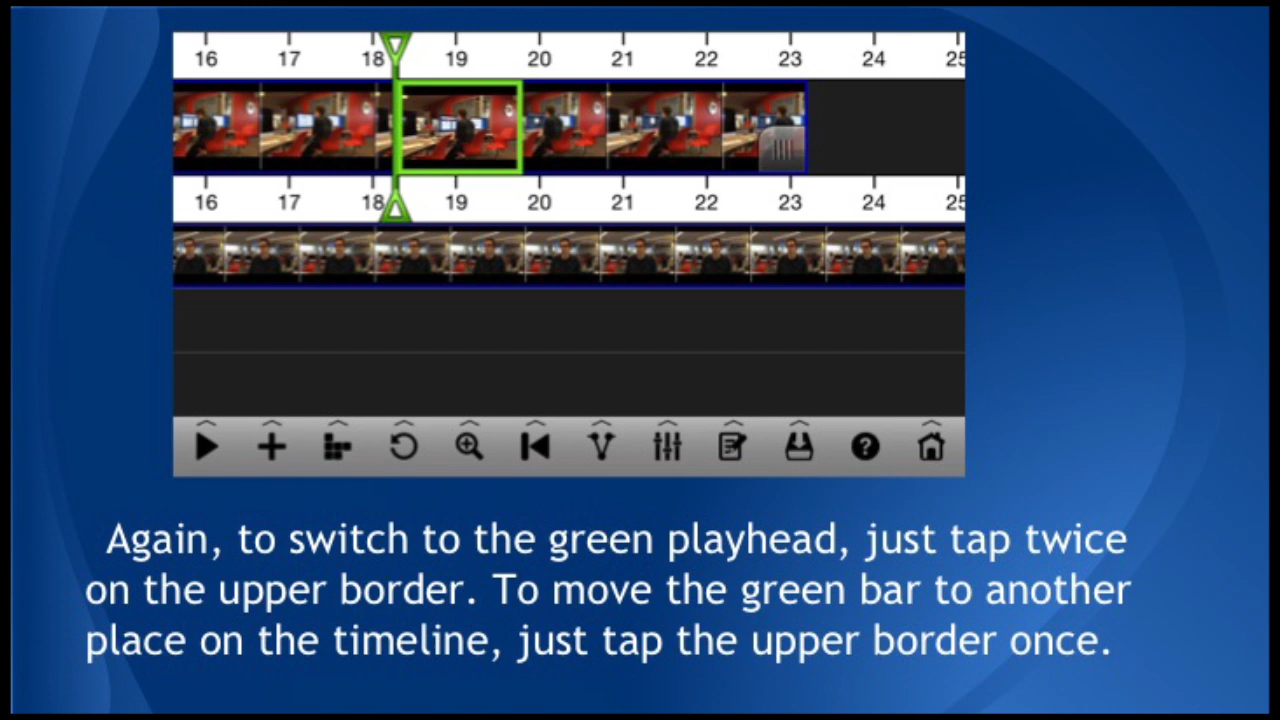 16 17 18 19 20 21 22 23 24 25
16 17 18 19 20 21 22 23 24 25
Again, to switch to the green playhead, just tap twice
on the upper border. To move the green bar to another
place on the timeline, just tap the upper border once.